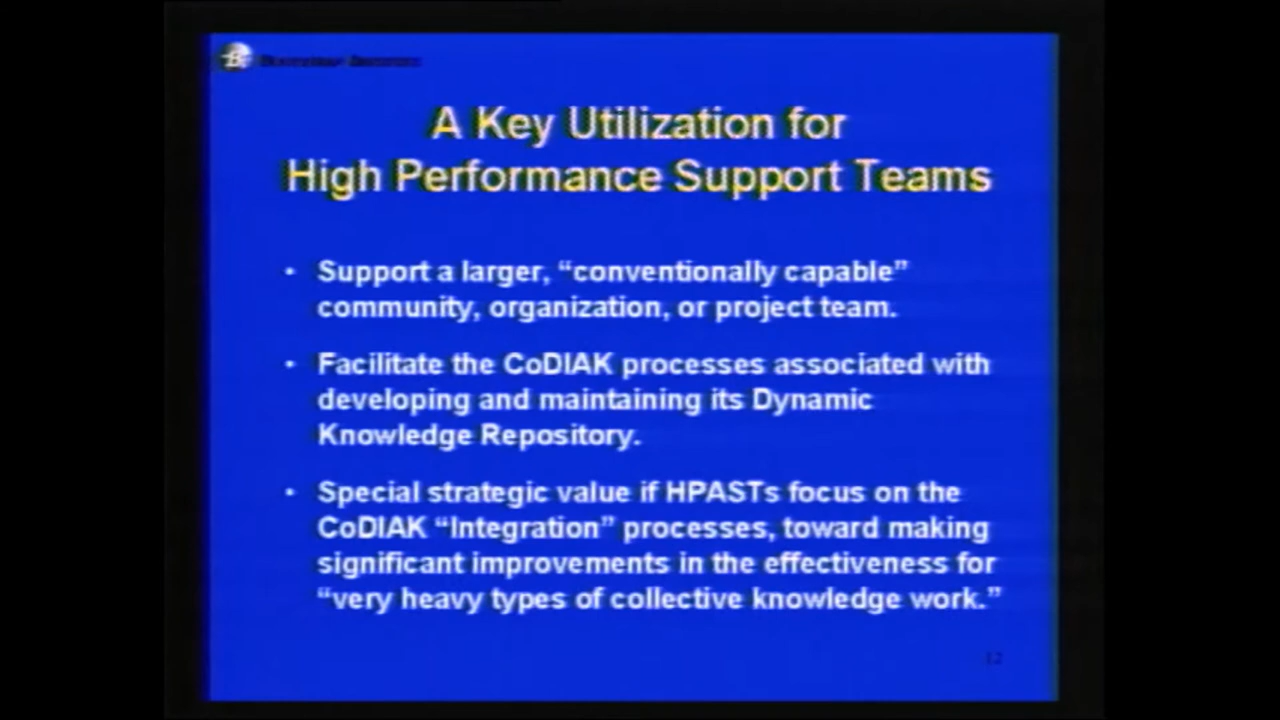 Bootstrap Institute
A Key Utilization for
High Performance Support Teams
• Support a larger, “conventionally capable”
community, organization, or project team.
• Facilitate the CoDIAK processes associated with
developing and maintaining its Dynamic
Knowledge Repository.
• Special strategic value if HPASTs focus on the
CoDIAK “Integration” processes, toward making
significant improvements in the effectiveness for
“very heavy types of collective knowledge work.”
12